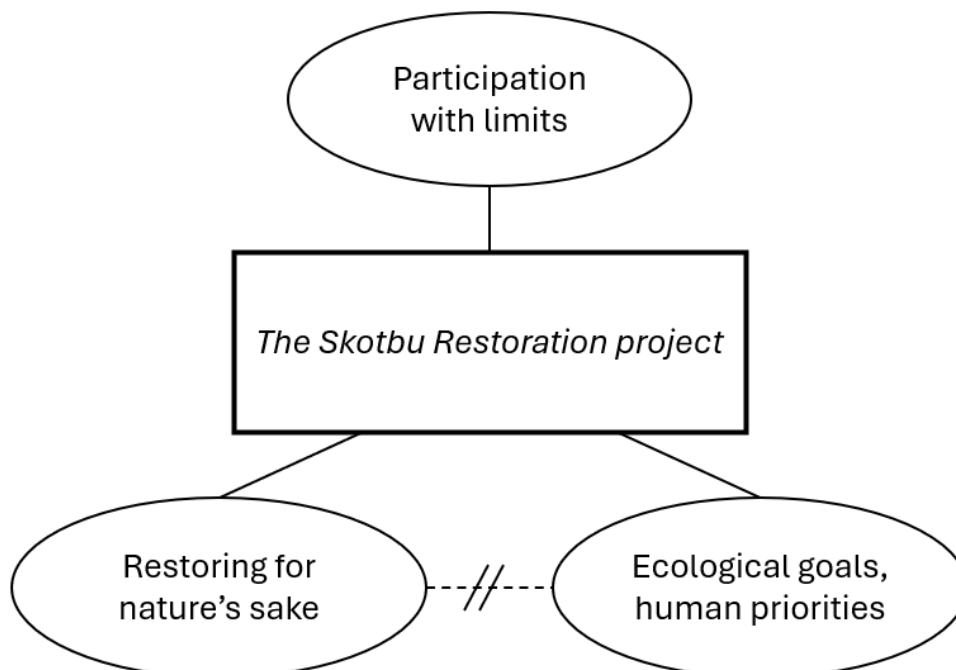 Participation
with limits
The Skotbu Restoration project
Restoring for
nature’s sake
Ecological goals,
human priorities